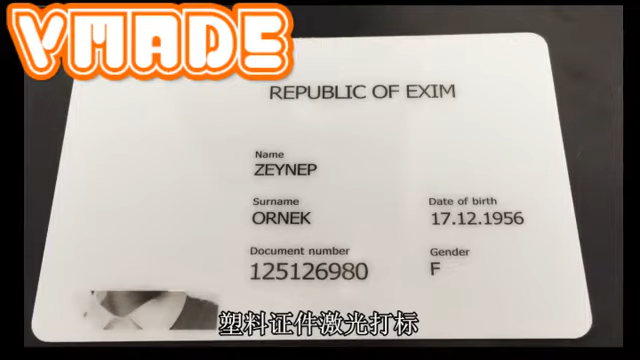 YMADE
REPUBLIC OF EXIM
Name
ZEYNEP
Surname
ORNEK
Date of birth
17.12.1956
Document number
125126980
Gender
F
塑料证件激光打标